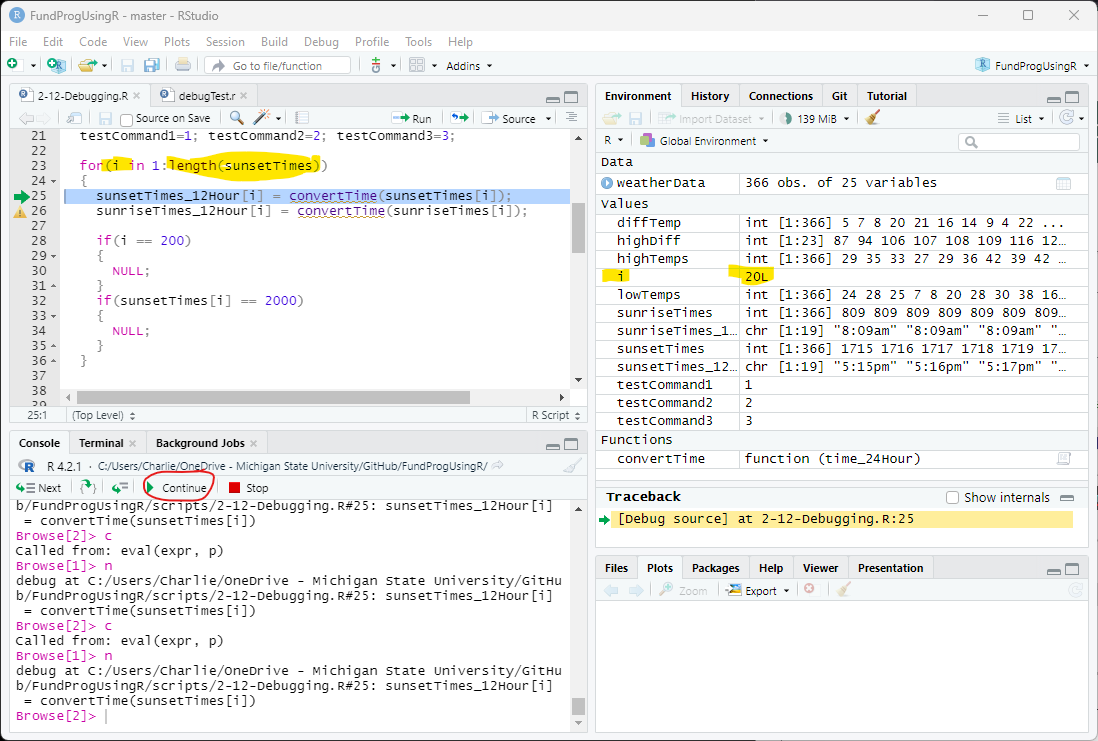 FundProgUsingR - master - RStudio
File Edit Code View Plots Session Build Debug Profile Tools Help
Go to file/function Addins FundProgUsingR
2-12-Debugging.R debugTest.r
Source on Save Run Source
21 testCommand1=1; testCommand2=2; testCommand3=3;
22
23 for(i in 1:length(sunsetTimes))
24 {
25 sunsetTimes_12Hour[i] = convertTime(sunsetTimes[i]);
26 sunriseTimes_12Hour[i] = convertTime(sunriseTimes[i]);
27
28 if(i == 200)
29 {
30 NULL;
31 }
32 if(sunsetTimes[i] == 2000)
33 {
34 NULL;
35 }
36 }
37
38
39
25:1 (Top Level) R Script
Console Terminal Background Jobs
R 4.2.1 · C:/Users/Charlie/OneDrive - Michigan State University/GitHub/FundProgUsingR/
Next Continue Stop
b/FundProgUsingR/scripts/2-12-Debugging.R#25: sunsetTimes_12Hour[i]
= convertTime(sunsetTimes[i])
Browse[2]> c
Called from: eval(expr, p)
Browse[1]> n
debug at C:/Users/Charlie/OneDrive - Michigan State University/GitHu
b/FundProgUsingR/scripts/2-12-Debugging.R#25: sunsetTimes_12Hour[i]
= convertTime(sunsetTimes[i])
Browse[2]> c
Called from: eval(expr, p)
Browse[1]> n
debug at C:/Users/Charlie/OneDrive - Michigan State University/GitHu
b/FundProgUsingR/scripts/2-12-Debugging.R#25: sunsetTimes_12Hour[i]
= convertTime(sunsetTimes[i])
Browse[2]>
Environment History Connections Git Tutorial
Import Dataset 139 MiB List
R Global Environment
Data
weatherData 366 obs. of 25 variables
Values
diffTemp int [1:366] 5 7 8 20 21 16 14 9 4 22 ...
highDiff int [1:23] 87 94 106 107 108 109 116 12…
highTemps int [1:366] 29 35 33 27 29 36 42 39 42 …
i 20L
lowTemps int [1:366] 24 28 25 7 8 20 28 30 38 16…
sunriseTimes int [1:366] 809 809 809 809 809 809 809…
sunriseTimes_1… chr [1:19] "8:09am" "8:09am" "8:09am" "…
sunsetTimes int [1:366] 1715 1716 1717 1718 1719 17…
sunsetTimes_12… chr [1:19] "5:15pm" "5:16pm" "5:17pm" "…
testCommand1 1
testCommand2 2
testCommand3 3
Functions
convertTime function (time_24Hour)
Traceback Show internals
[Debug source] at 2-12-Debugging.R:25
Files Plots Packages Help Viewer Presentation
Zoom Export